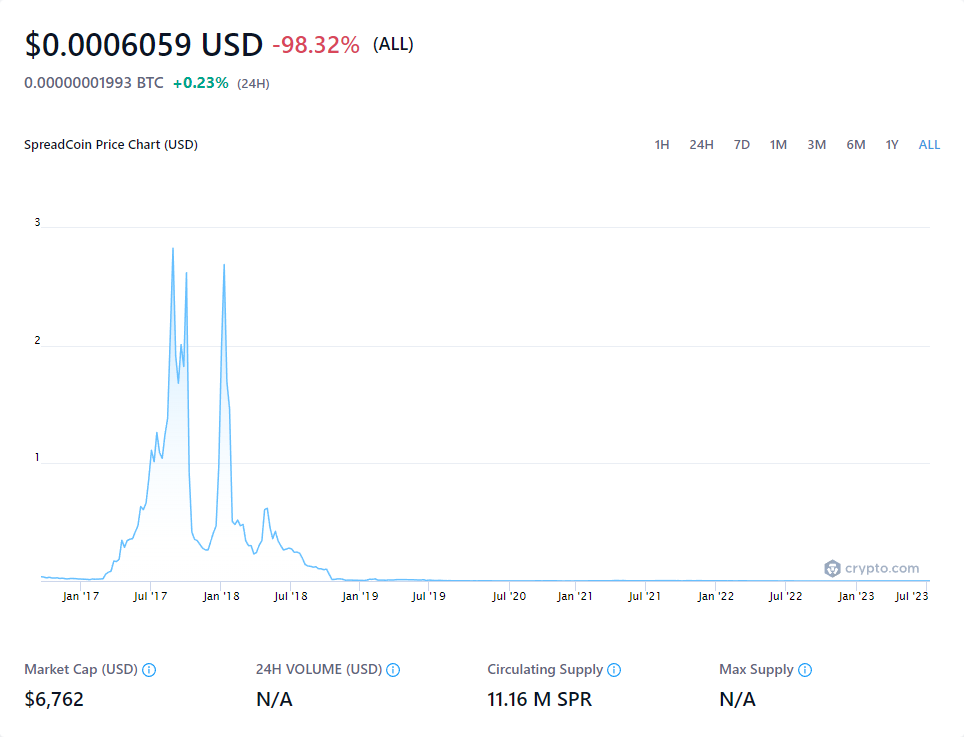 $0.0006059 USD -98.32% (ALL)
0.00000001993 BTC +0.23% (24H)
SpreadCoin Price Chart (USD) 1H 24H 7D 1M 3M 6M 1Y ALL
3
2
1
crypto.com
Jan '17 Jul '17 Jan '18 Jul '18 Jan '19 Jul '19 Jul '20 Jan '21 Jul '21 Jan '22 Jul '22 Jan '23 Jul '23
Market Cap (USD) 24H VOLUME (USD) Circulating Supply Max Supply
$6,762 N/A 11.16 M SPR N/A